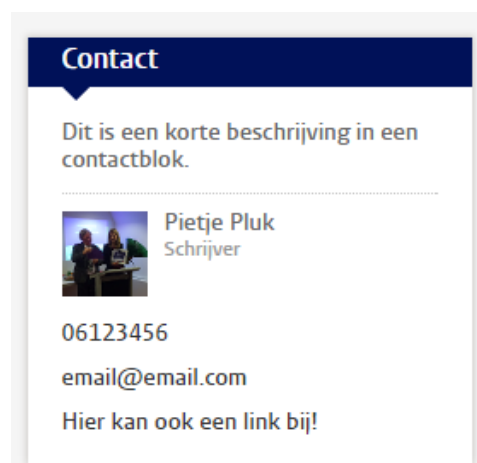 Contact
Dit is een korte beschrijving in een
contactblok.
Pietje Pluk
Schrijver
06123456
email@email.com
Hier kan ook een link bij!